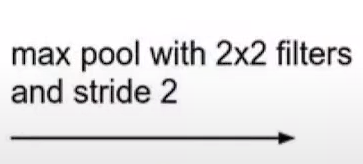 max pool with 2x2 filters
and stride 2